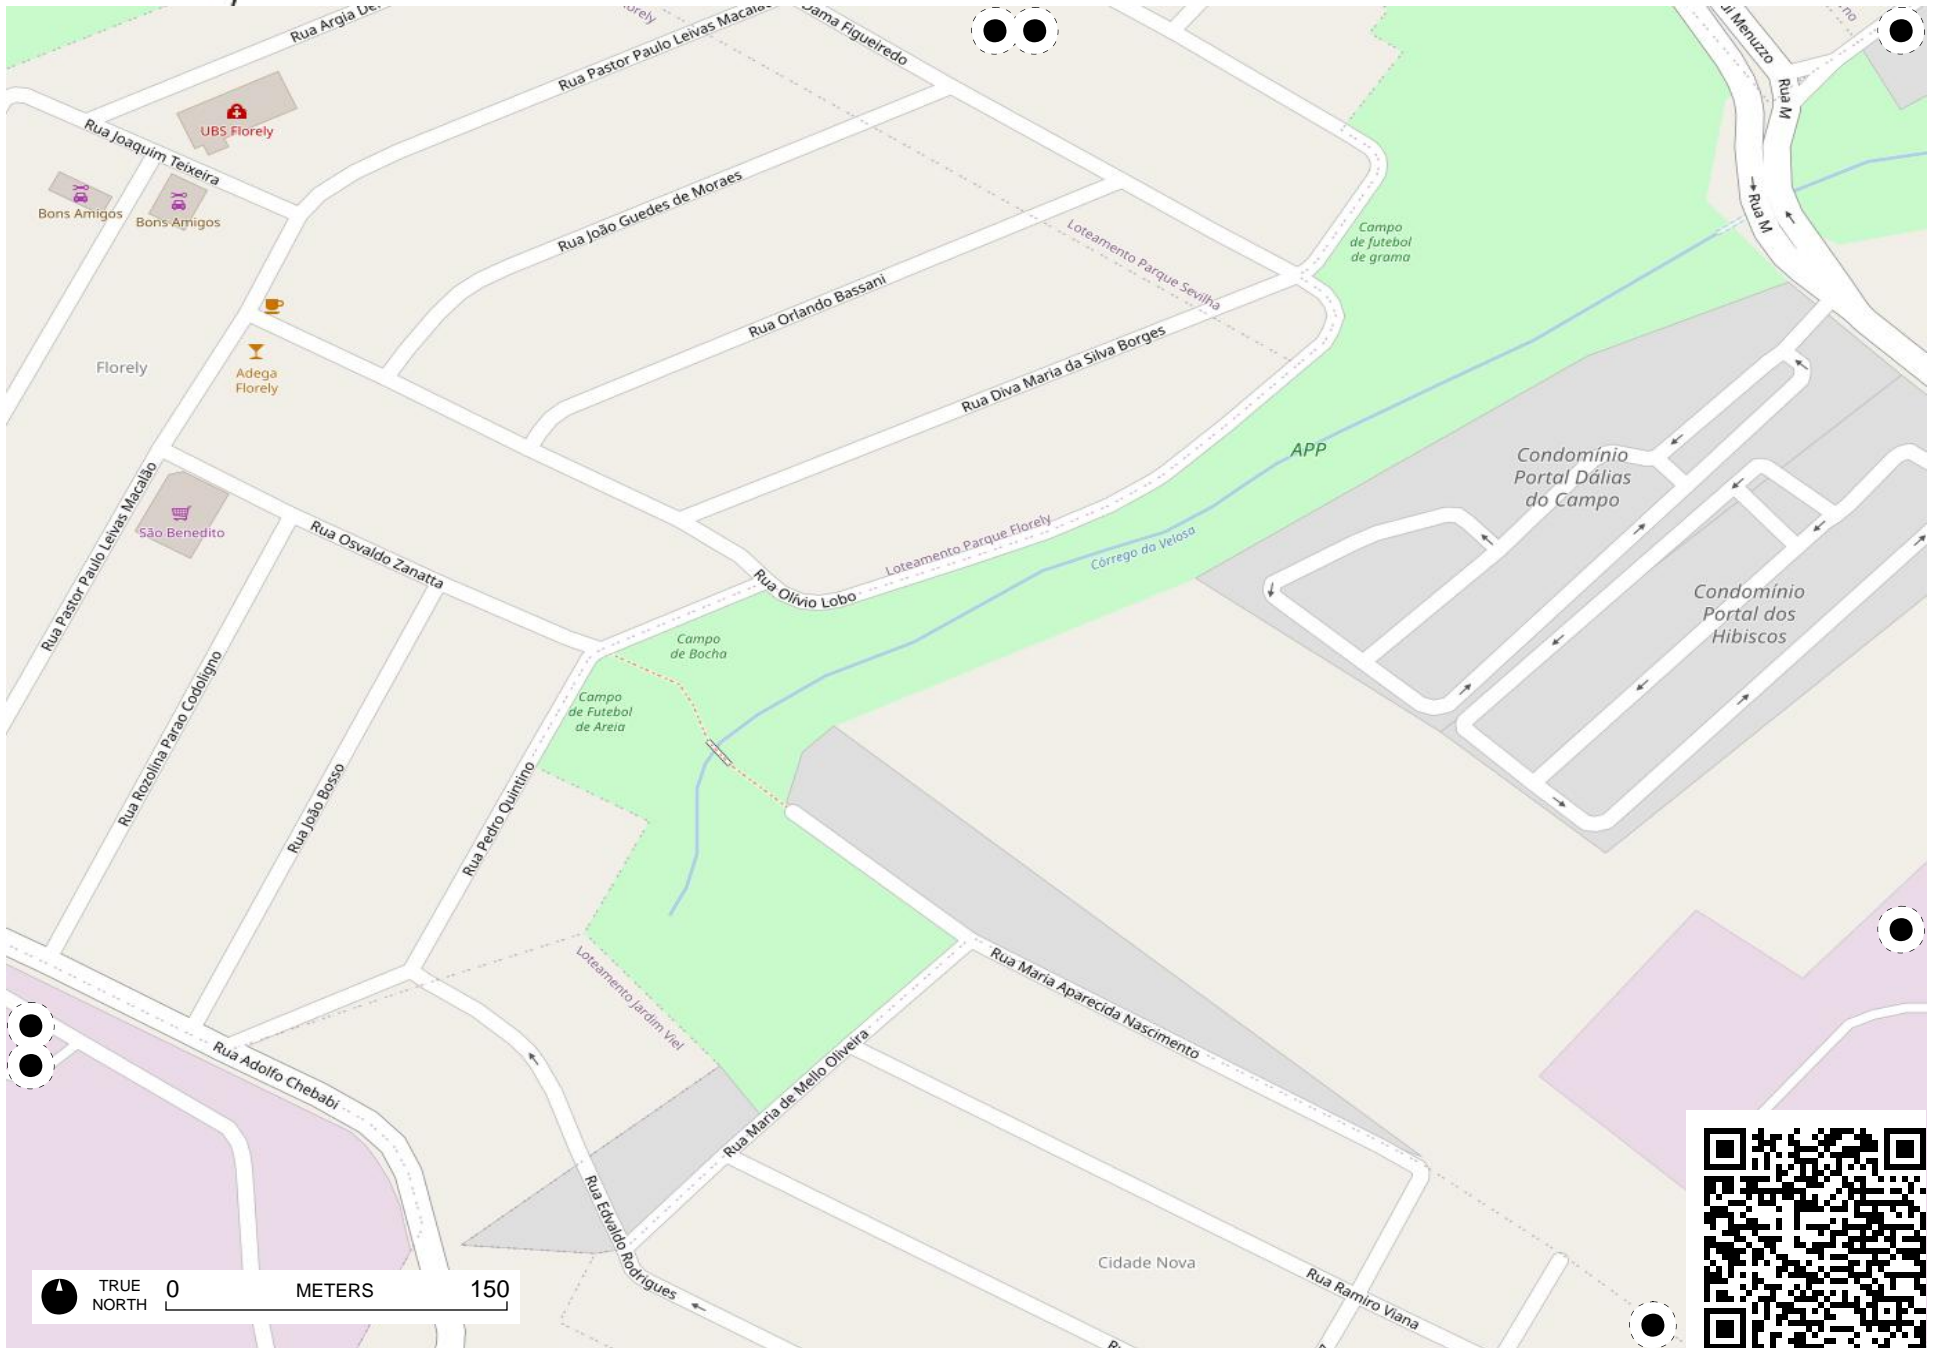 Rua Pastor Paulo Leivas Macalão
Dama Figueiredo
ui Menuzzo
Rua M
Rua M
UBS Florely
Rua Joaquim Teixeira
Bons Amigos
Bons Amigos
Rua João Guedes de Moraes
Loteamento Parque Sevilha
Campo
de futebol
de grama
Rua Orlando Bassani
Rua Diva Maria da Silva Borges
Florely
Adega
Florely
APP
Condomínio
Portal Dálias
do Campo
Rua Pastor Paulo Leivas Macalão
São Benedito
Rua Osvaldo Zanatta
Loteamento Parque Florely
Córrego da Velosa
Rua Olívio Lobo
Condomínio
Portal dos
Hibiscos
Campo
de Bocha
Campo
de Futebol
de Areia
Rua Rozolina Parao Codoligno
Rua João Bosso
Rua Pedro Quintino
Loteamento Jardim Viel
Rua Maria Aparecida Nascimento
Rua Adolfo Chebabi
Rua Maria de Mello Oliveira
Rua Edvaldo Rodrigues
Cidade Nova
Rua Ramiro Viana
TRUE
NORTH
0 METERS 150